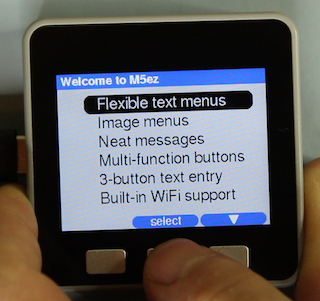 Welcome to M5ez
Flexible text menus
Image menus
Neat messages
Multi-function buttons
3-button text entry
Built-in WiFi support
select ▼